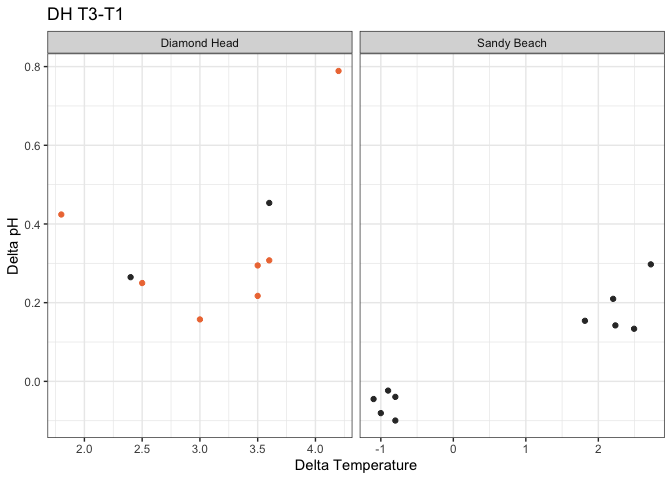 DH T3-T1
Diamond Head Sandy Beach
0.8
0.6
0.4
0.2
0.0
Delta pH
2.0 2.5 3.0 3.5 4.0 -1 0 1 2
Delta Temperature